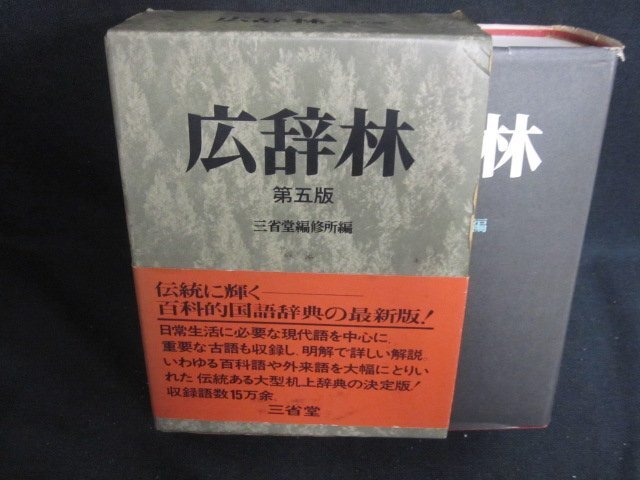 広辞林
第五版
三省堂編修所編
伝統に輝く――
百科的国語辞典の最新版!
日常生活に必要な現代語を中心に、
重要な古語も収録し、明解で詳しい解説。
いわゆる百科語や外来語を大幅にとりい
れた 伝統ある大型机上辞典の決定版!
収録語数15万余。
三省堂
林
編